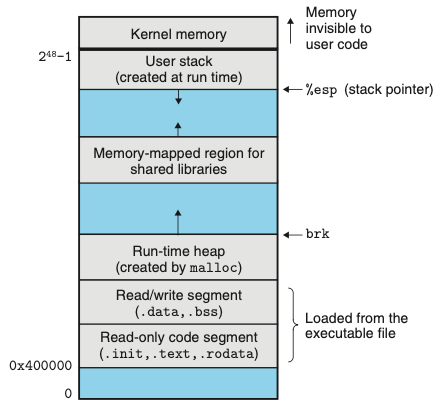 Kernel memory
Memory
invisible to
user code
2⁴⁸−1
User stack
(created at run time)
%esp (stack pointer)
Memory-mapped region for
shared libraries
brk
Run-time heap
(created by malloc)
Read/write segment
(.data,.bss)
Loaded from the
executable file
Read-only code segment
(.init,.text,.rodata)
0x400000
0